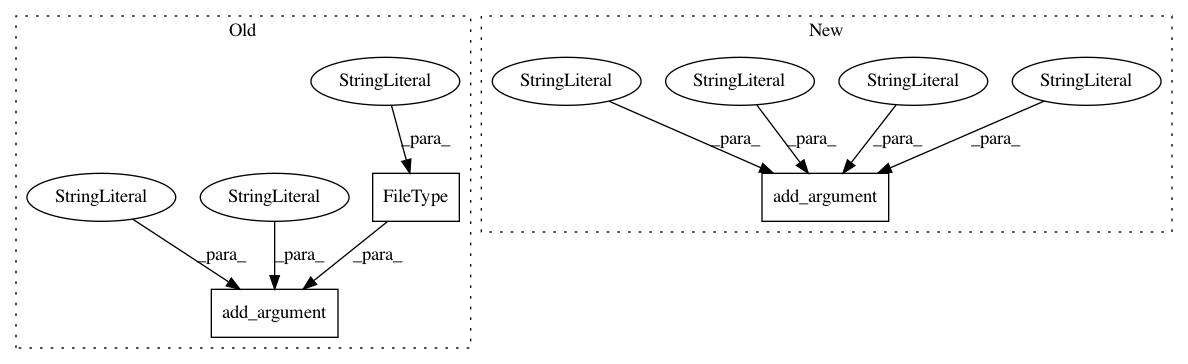 Old
StringLiteral
_para_
StringLiteral
StringLiteral
FileType
_para_
_para_
_para_
add_argument
New
StringLiteral
StringLiteral
StringLiteral
StringLiteral
_para_
_para_
_para_
_para_
add_argument